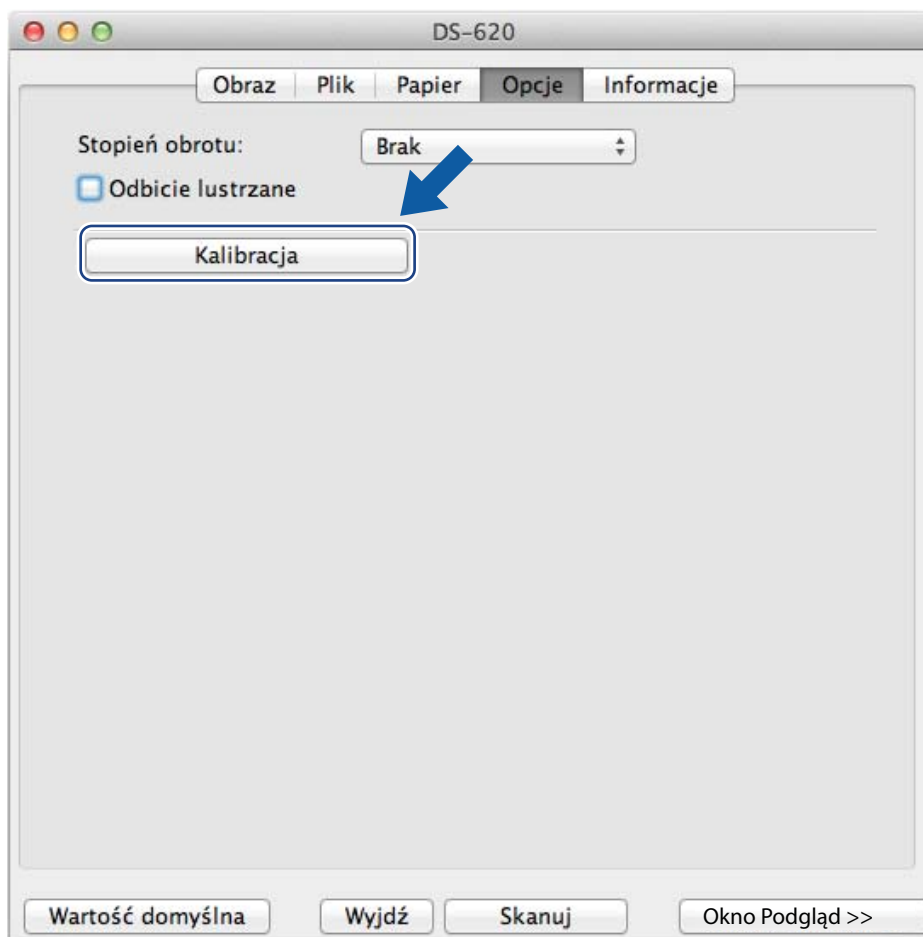 DS-620
Obraz Plik Papier Opcje Informacje
Stopień obrotu: Brak
Odbicie lustrzane
Kalibracja
Wartość domyślna Wyjdź Skanuj Okno Podgląd >>